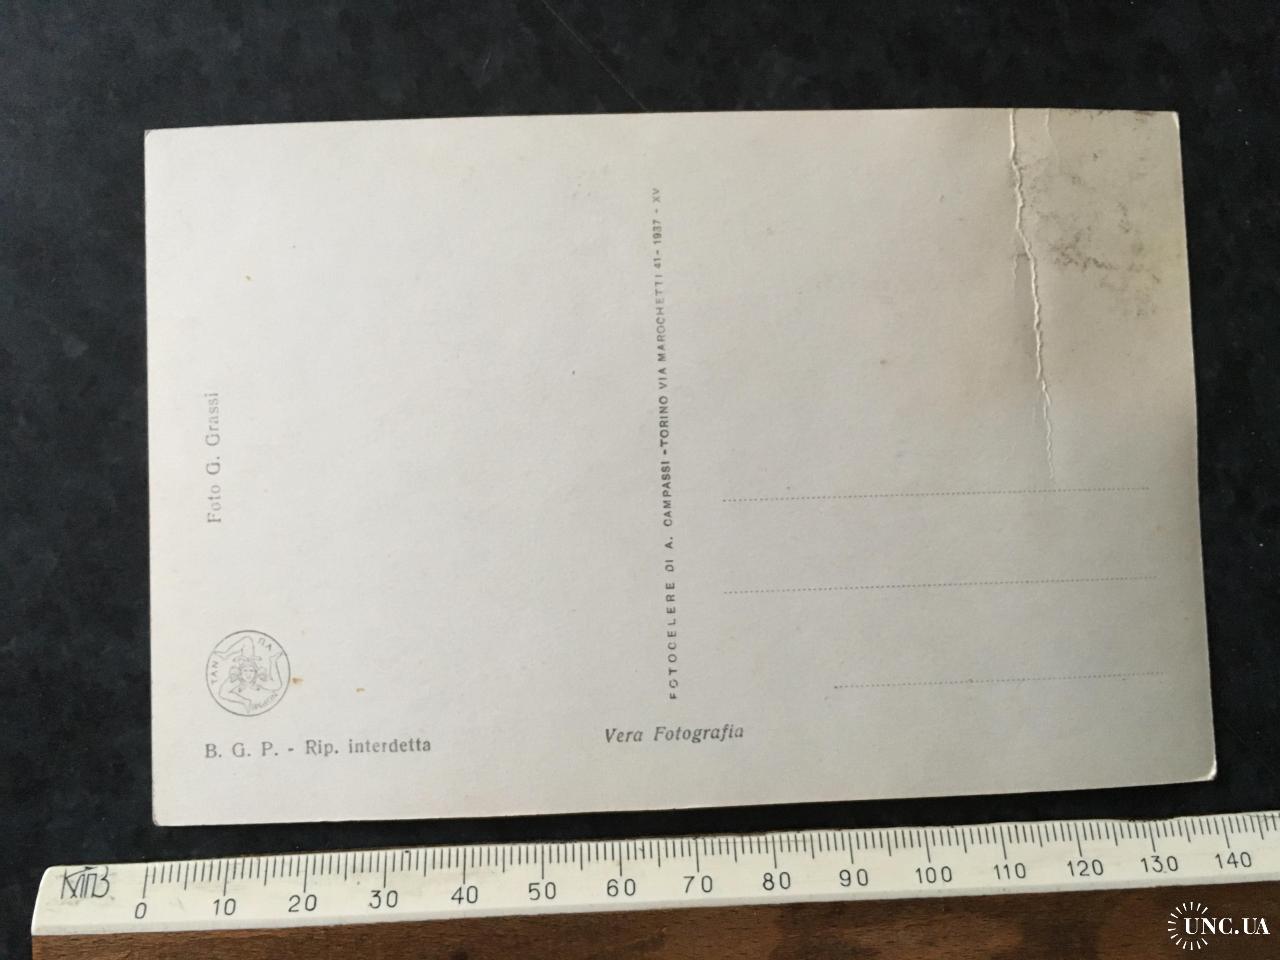 Foto G. Grassi
B. G. P. - Rip. interdetta
FOTOCELERE DI A. CAMPASSI - TORINO VIA MAROCHETTI 41 - 1937 - XV
Vera Fotografia
0 10 20 30 40 50 60 70 80 90 100 110 120 130 140
UNC.UA